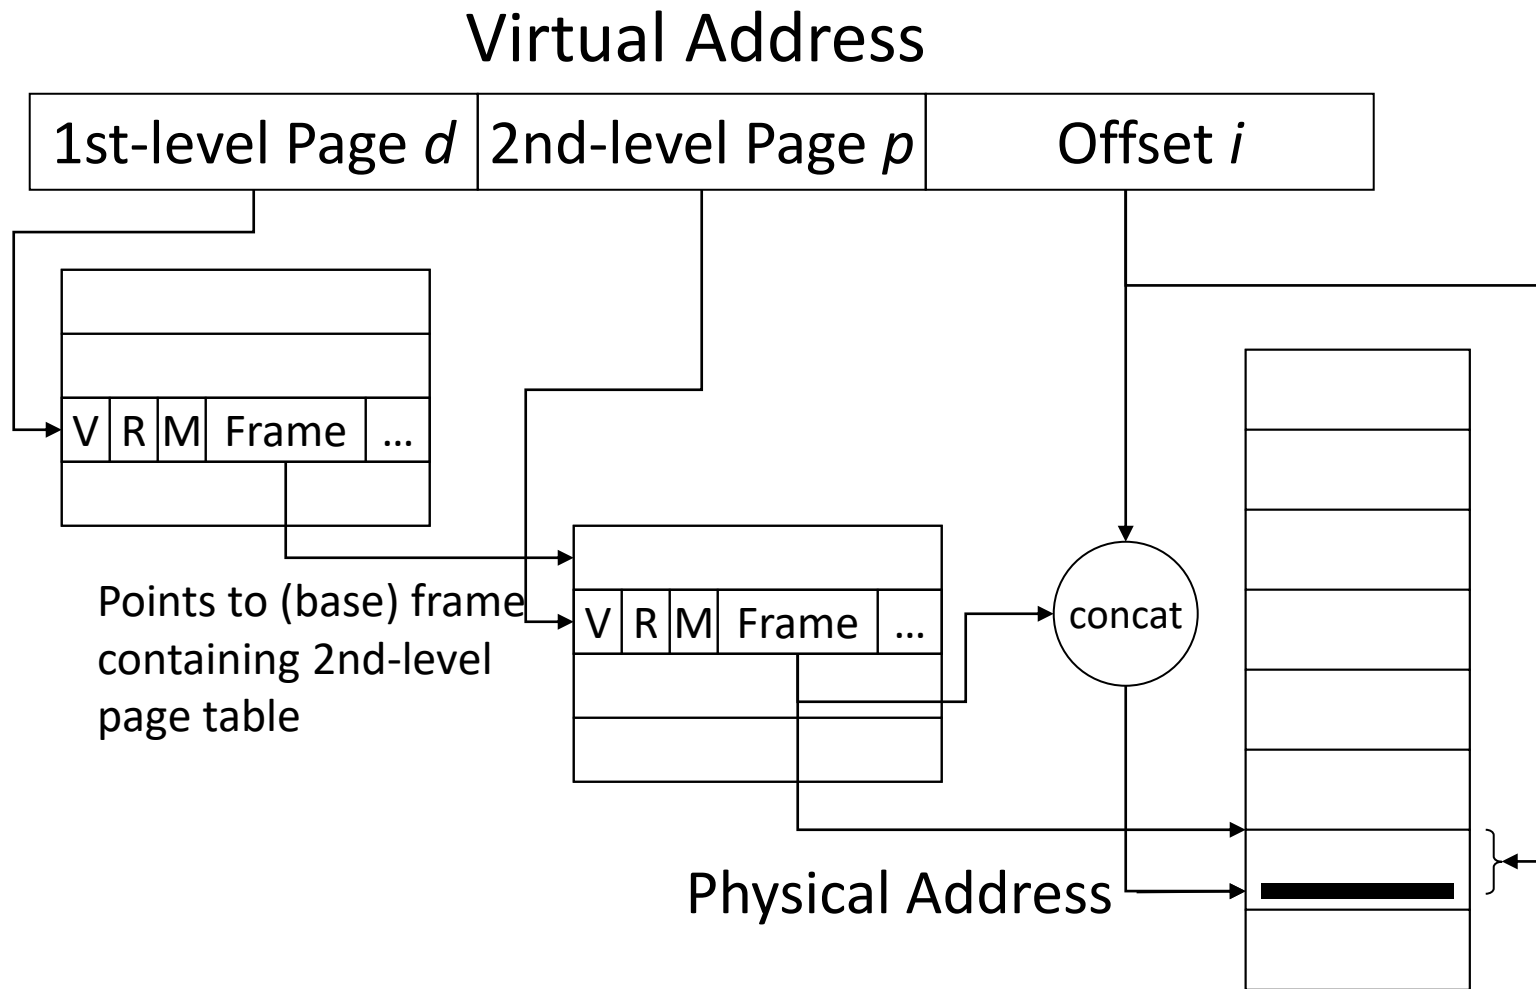 Virtual Address
1st-level Page d 2nd-level Page p Offset i
V R M Frame ...
Points to (base) frame
containing 2nd-level
page table
V R M Frame ...
concat
Physical Address